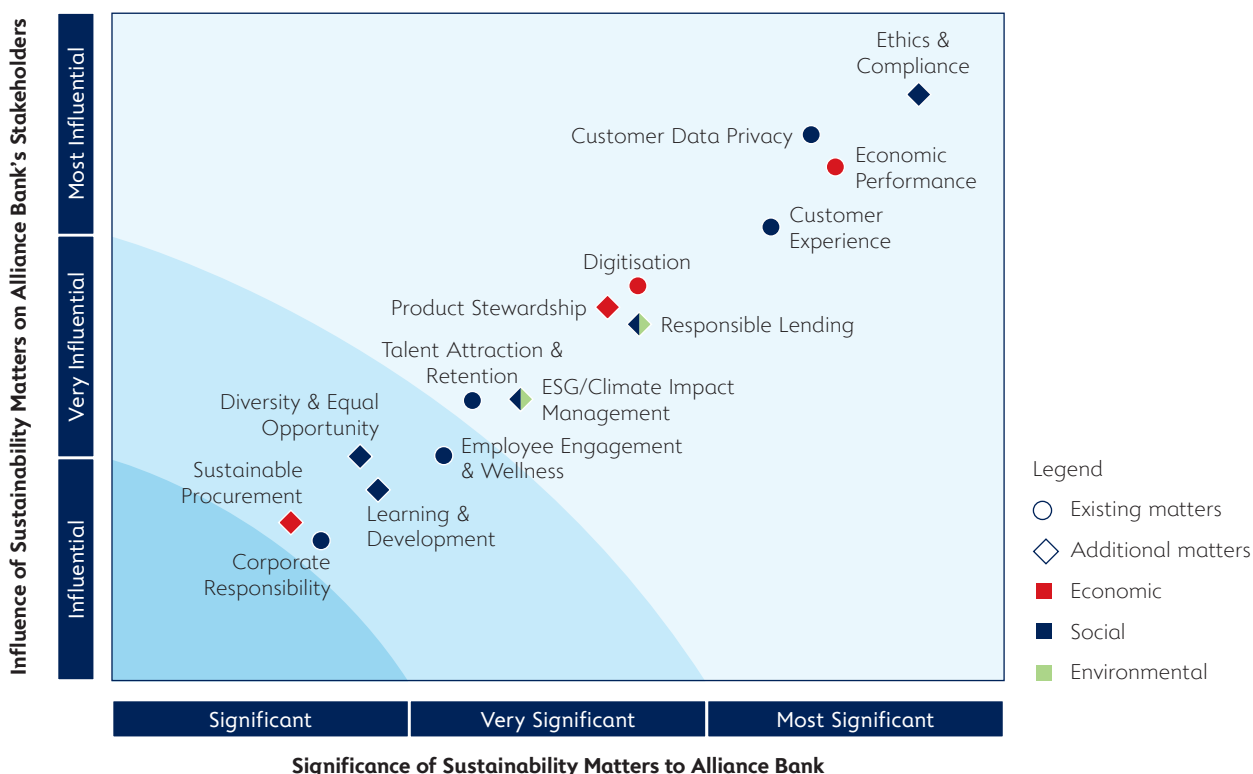 Influence of Sustainability Matters on Alliance Bank's Stakeholders
Most Influential
Very Influential
Influential
Ethics &
Compliance
Customer Data Privacy
Economic
Performance
Customer
Experience
Digitisation
Product Stewardship
Responsible Lending
Talent Attraction &
Retention
ESG/Climate Impact
Management
Diversity & Equal
Opportunity
Employee Engagement
& Wellness
Sustainable
Procurement
Learning &
Development
Corporate
Responsibility
Legend
Existing matters
Additional matters
Economic
Social
Environmental
Significant
Very Significant
Most Significant
Significance of Sustainability Matters to Alliance Bank